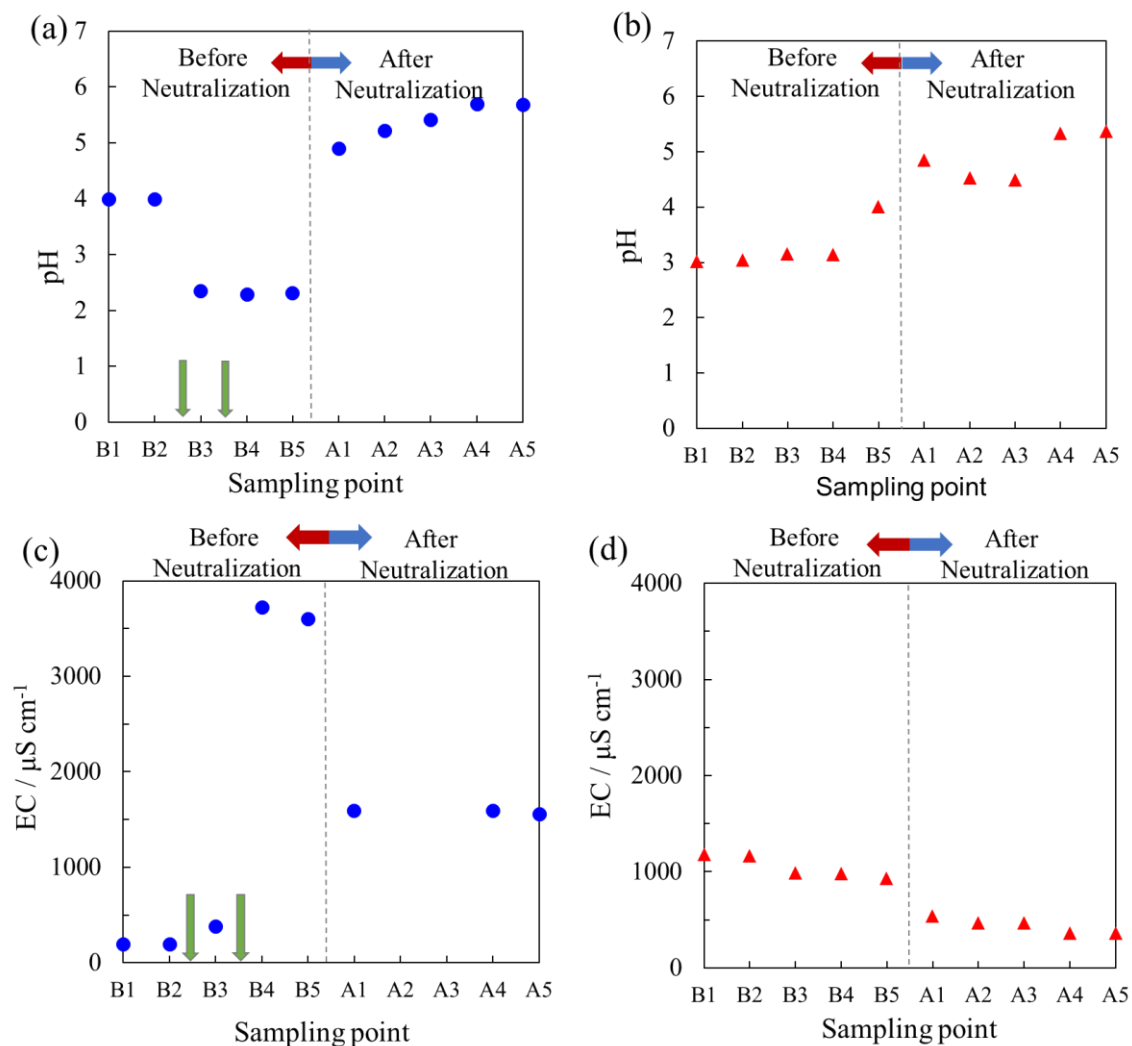 (a)
Before
Neutralization
After
Neutralization
7
6
5
4
3
2
1
0
pH
B1 B2 B3 B4 B5 A1 A2 A3 A4 A5
Sampling point
(b)
Before
Neutralization
After
Neutralization
7
6
5
4
3
2
1
0
pH
B1 B2 B3 B4 B5 A1 A2 A3 A4 A5
Sampling point
(c)
Before
Neutralization
After
Neutralization
4000
3000
2000
1000
0
EC / μS cm⁻¹
B1 B2 B3 B4 B5 A1 A2 A3 A4 A5
Sampling point
(d)
Before
Neutralization
After
Neutralization
4000
3000
2000
1000
0
EC / μS cm⁻¹
B1 B2 B3 B4 B5 A1 A2 A3 A4 A5
Sampling point